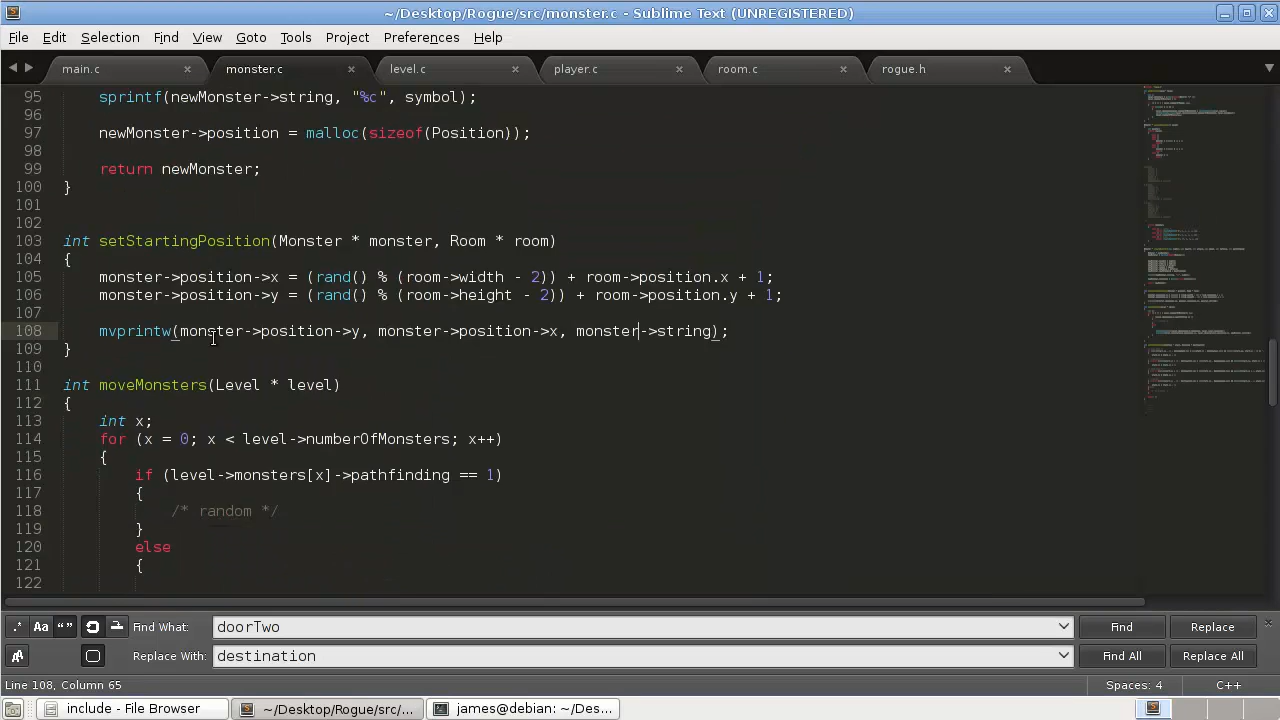 ~/Desktop/Rogue/src/monster.c - Sublime Text (UNREGISTERED)
File Edit Selection Find View Goto Tools Project Preferences Help
main.c × monster.c × level.c × player.c × room.c × rogue.h ×
95 sprintf(newMonster->string, "%c", symbol);
96
97 newMonster->position = malloc(sizeof(Position));
98
99 return newMonster;
100 }
101
102
103 int setStartingPosition(Monster * monster, * room
104 {
105 monster->position->x = (rand() % (room-> - 2) + room 1;
106 monster->position->y = (rand() % (room-> - 2) + room->position.y 1;
107
108 mvprintw(monster->position->y monster->position->x, monster->string);
109 }
110
111 int moveMonsters(Level * level)
112 {
113 int x;
114 for (x = 0; x < level->numberOfMonsters; x++)
115 {
116 if (level->monsters[x]->pathfinding == 1)
117 {
118 /* random */
119 }
120 else
121 {
122
.* Aa “” Find What: doorTwo Find Replace
Replace With: destination Find All Replace All
Line 108, Column 65 Spaces: 4 C++
include - File Browser ~/Desktop/Rogue/src/... james@debian: ~/Des...